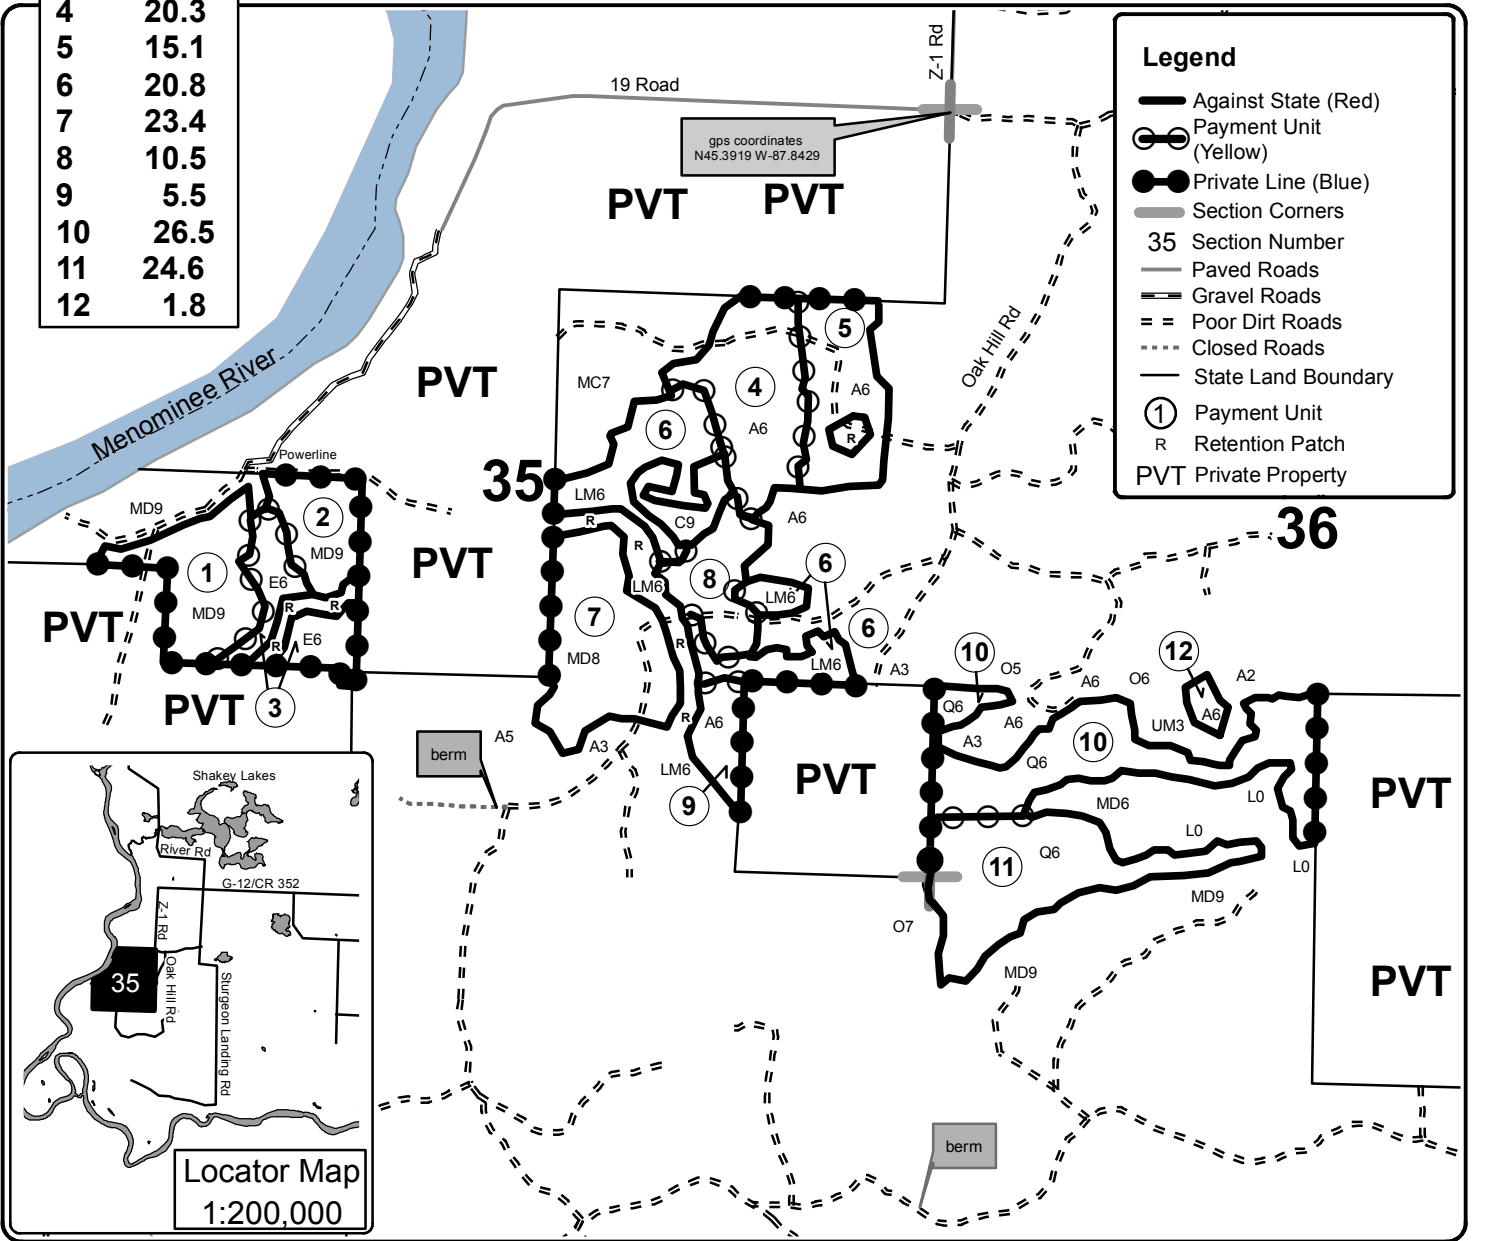 4 20.3
5 15.1
6 20.8
7 23.4
8 10.5
9 5.5
10 26.5
11 24.6
12 1.8
Z-1 Rd
19 Road
gps coordinates
N45.3919 W-87.8429
PVT PVT
Legend
Against State (Red)
Payment Unit
(Yellow)
Private Line (Blue)
Section Corners
35 Section Number
Paved Roads
Gravel Roads
Poor Dirt Roads
Closed Roads
State Land Boundary
1 Payment Unit
R Retention Patch
PVT Private Property
Oak Hill Rd
Menominee River
PVT
MC7
4
5
A6
A6
R
6
Powerline
35
LM6
R
C9
A6
36
MD9
2
MD9
1
E6
MD9
R
R
R
E6
3
PVT
PVT
PVT
R
LM6
8
LM6
6
7
MD8
R
6
LM6
A3
R
A6
LM6
9
A5
A3
berm
PVT
10
O5
Q6
A6
A3
A6
O6
12
A2
A6
UM3
10
Q6
MD6
L0
L0
L0
11
Q6
MD9
O7
MD9
PVT
PVT
berm
Shakey Lakes
River Rd
G-12/CR 352
Z-1 Rd
35
Oak Hill Rd
Sturgeon Landing Rd
Locator Map
1:200,000